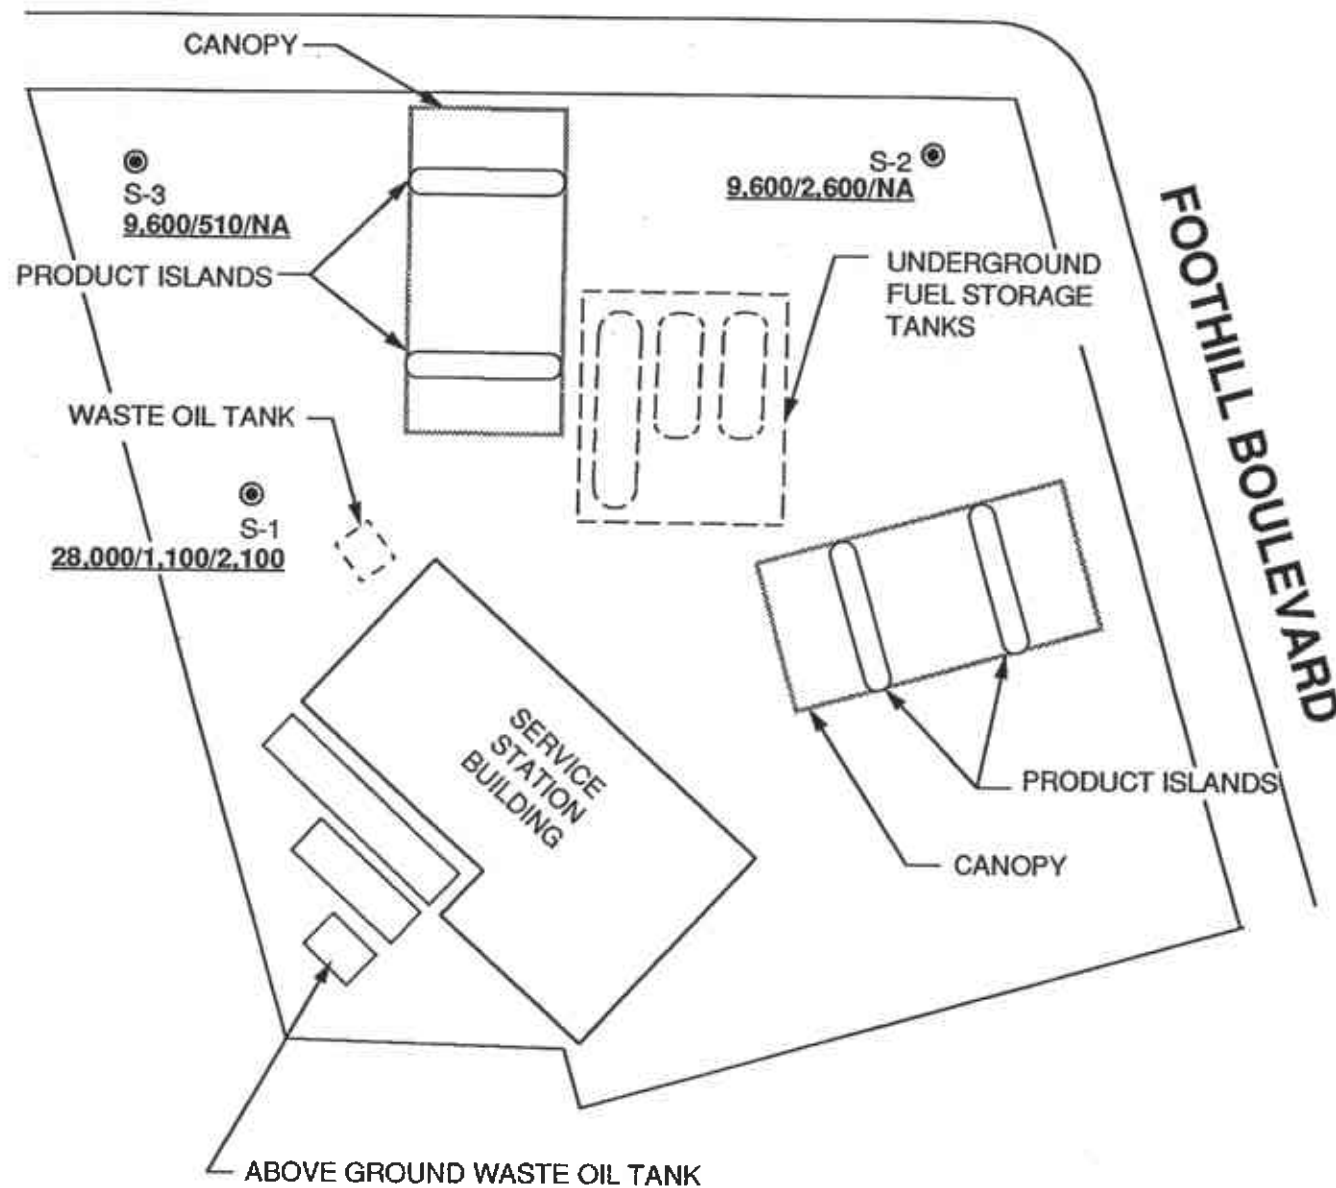 CANOPY
S-3
9,600/510/NA
S-2
9,600/2,600/NA
PRODUCT ISLANDS
UNDERGROUND
FUEL STORAGE
TANKS
FOOTHILL BOULEVARD
WASTE OIL TANK
S-1
28,000/1,100/2,100
SERVICE
STATION
BUILDING
PRODUCT ISLANDS
CANOPY
ABOVE GROUND WASTE OIL TANK